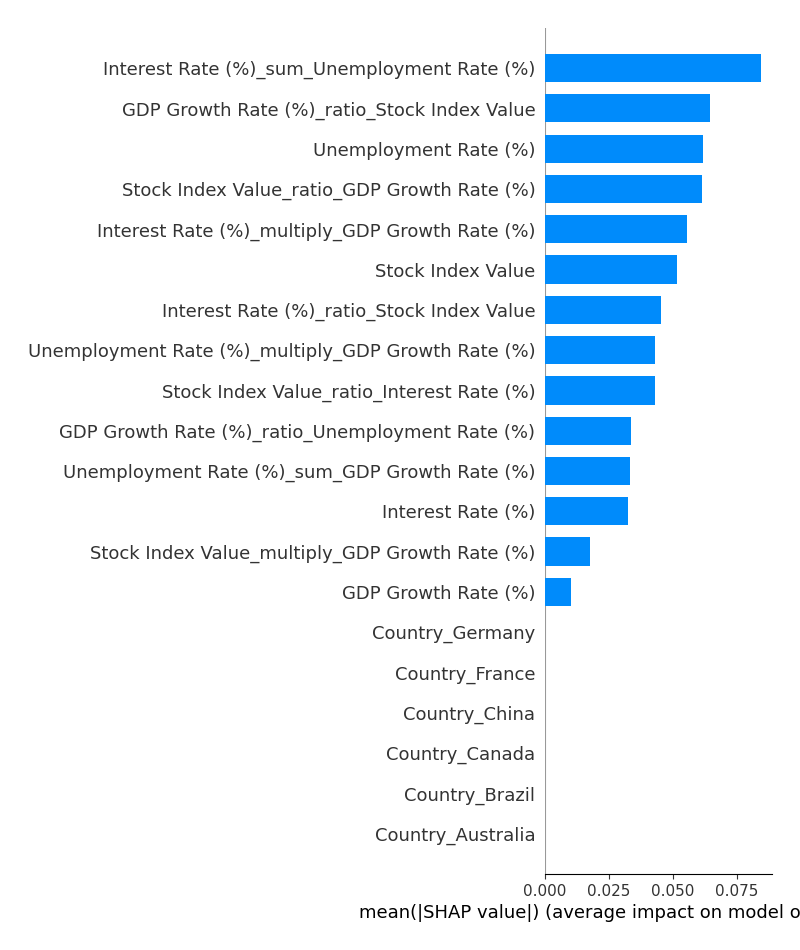 Interest Rate (%)_sum_Unemployment Rate (%)
GDP Growth Rate (%)_ratio_Stock Index Value
Unemployment Rate (%)
Stock Index Value_ratio_GDP Growth Rate (%)
Interest Rate (%)_multiply_GDP Growth Rate (%)
Stock Index Value
Interest Rate (%)_ratio_Stock Index Value
Unemployment Rate (%)_multiply_GDP Growth Rate (%)
Stock Index Value_ratio_Interest Rate (%)
GDP Growth Rate (%)_ratio_Unemployment Rate (%)
Unemployment Rate (%)_sum_GDP Growth Rate (%)
Interest Rate (%)
Stock Index Value_multiply_GDP Growth Rate (%)
GDP Growth Rate (%)
Country_Germany
Country_France
Country_China
Country_Canada
Country_Brazil
Country_Australia
0.000 0.025 0.050 0.075
mean(|SHAP value|) (average impact on model o